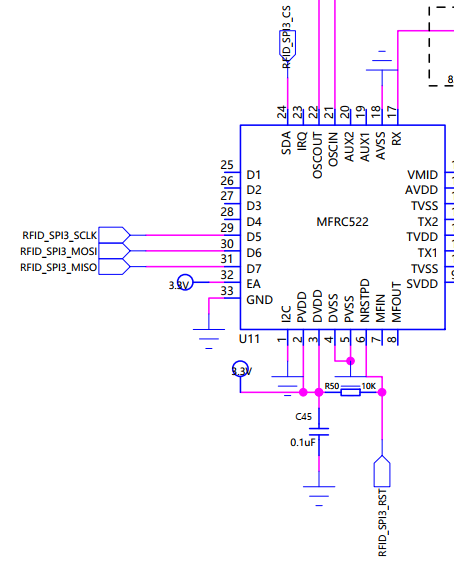 RFID_SPI3_CS
8
24
23
22
21
20
19
18
17
SDA
IRQ
OSCOUT
OSCIN
AUX2
AUX1
AVSS
RX
25
D1
26
D2
27
D3
28
D4
RFID_SPI3_SCLK
29
D5
RFID_SPI3_MOSI
30
D6
RFID_SPI3_MISO
31
D7
3.3V
32
EA
33
GND
MFRC522
VMID
AVDD
TVSS
TX2
TVDD
TX1
TVSS
SVDD
I2C
PVDD
DVDD
DVSS
PVSS
NRSTPD
MFIN
MFOUT
U11
1
2
3
4
5
6
7
8
3.3V
R50
10K
C45
0.1uF
RFID_SPI3_RST